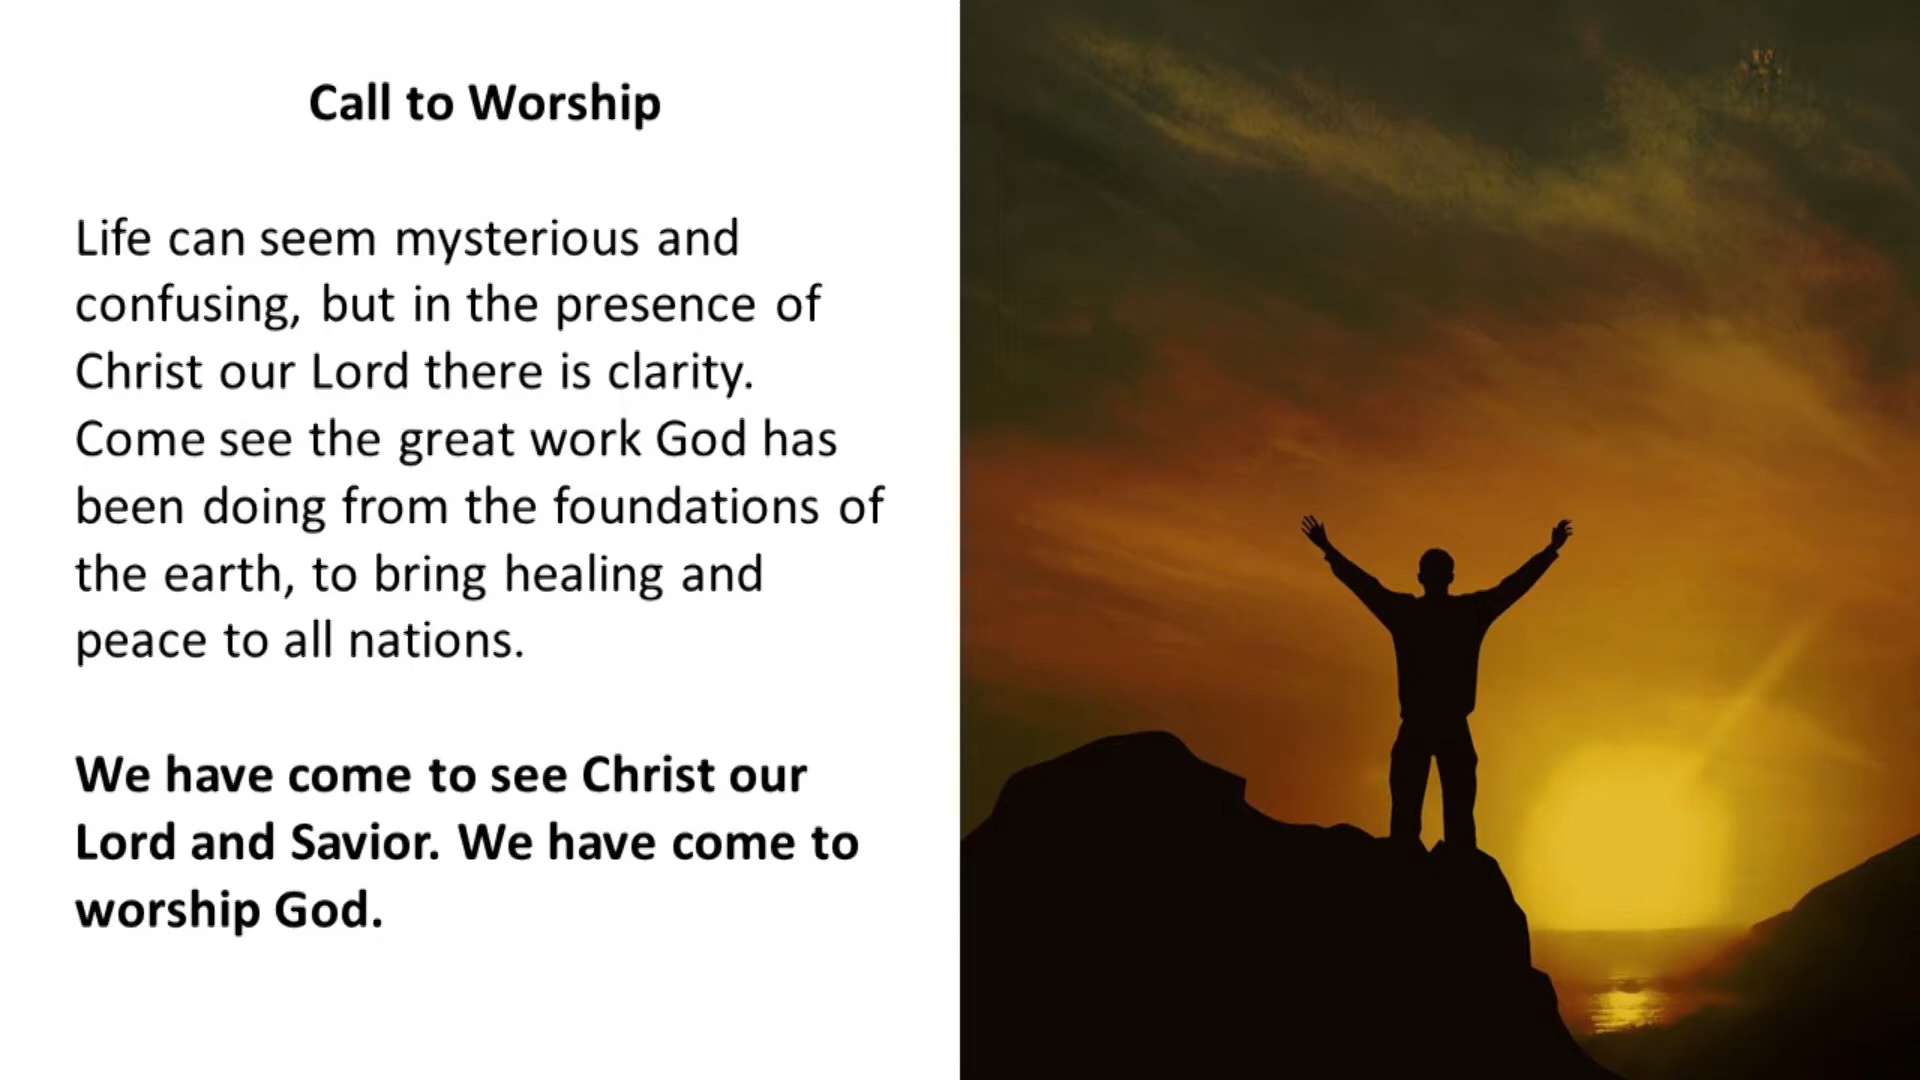 Call to Worship
Life can seem mysterious and
confusing, but in the presence of
Christ our Lord there is clarity.
Come see the great work God has
been doing from the foundations of
the earth, to bring healing and
peace to all nations.
We have come to see Christ our
Lord and Savior. We have come to
worship God.